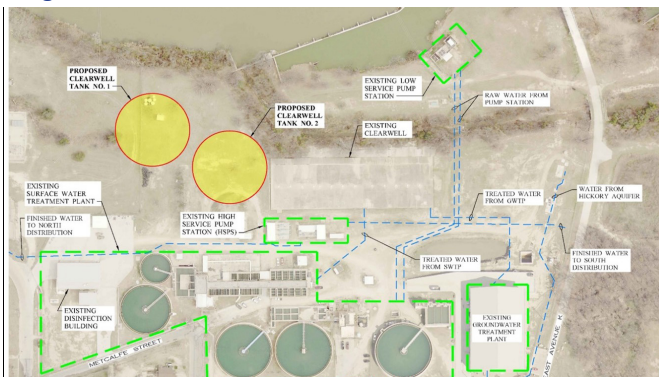 PROPOSED
CLEARWELL
TANK NO. 1
PROPOSED
CLEARWELL
TANK NO. 2
EXISTING LOW
SERVICE PUMP
STATION
RAW WATER FROM
PUMP STATION
EXISTING
CLEARWELL
EXISTING
SURFACE WATER
TREATMENT PLANT
TREATED WATER
FROM GWTP
WATER FROM
HICKORY AQUIFER
FINISHED WATER
TO NORTH
DISTRIBUTION
EXISTING HIGH
SERVICE PUMP
STATION (HSPS)
TREATED WATER
FROM SWTP
FINISHED WATER
TO SOUTH
DISTRIBUTION
EXISTING
DISINFECTION
BUILDING
EXISTING
GROUNDWATER
TREATMENT
PLANT
METCALFE STREET
AST AVENUE K